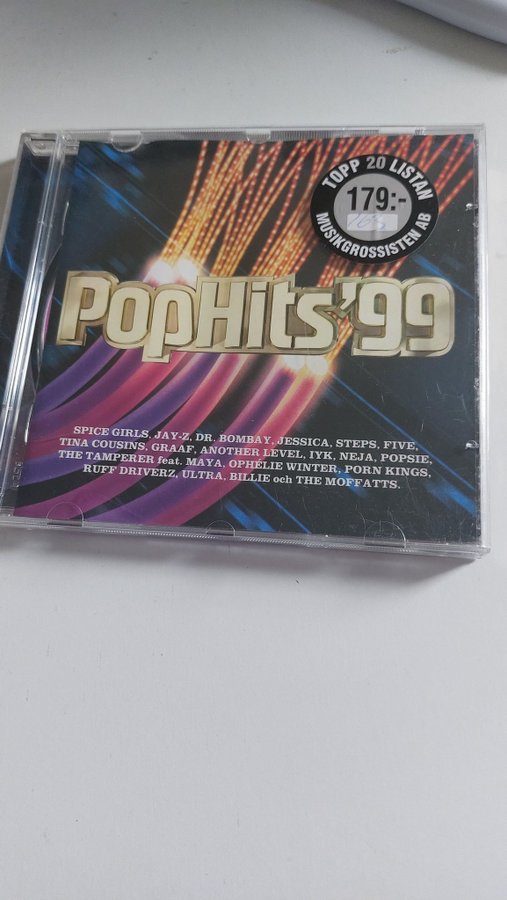 TOPP 20 LISTAN
179:-
MUSIKGROSSISTEN AB
PopHits'99
SPICE GIRLS, JAY-Z, DR. BOMBAY, JESSICA, STEPS, FIVE,
TINA COUSINS, GRAAF, ANOTHER LEVEL, IYK, NEJA, POPSIE,
THE TAMPERER feat. MAYA, OPHÉLIE WINTER, PORN KINGS,
RUFF DRIVERZ, ULTRA, BILLIE och THE MOFFATTS.